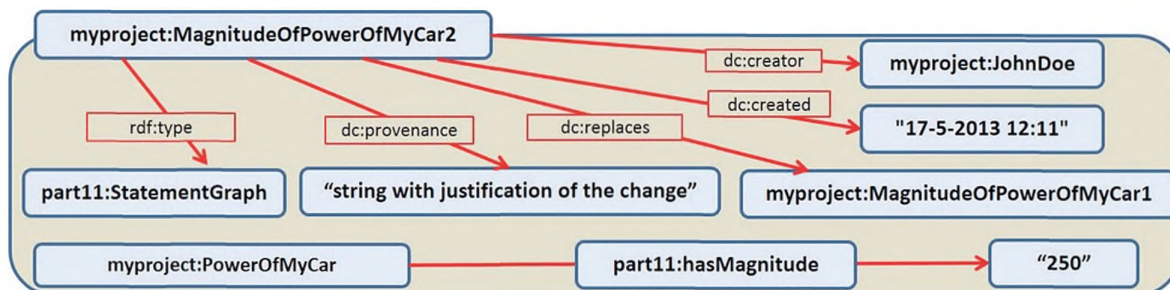 myproject:MagnitudeOfPowerOfMyCar2
dc:creator
myproject:JohnDoe
dc:created
"17-5-2013 12:11"
rdf:type
dc:provenance
dc:replaces
part11:StatementGraph
“string with justification of the change”
myproject:MagnitudeOfPowerOfMyCar1
myproject:PowerOfMyCar
part11:hasMagnitude
“250”